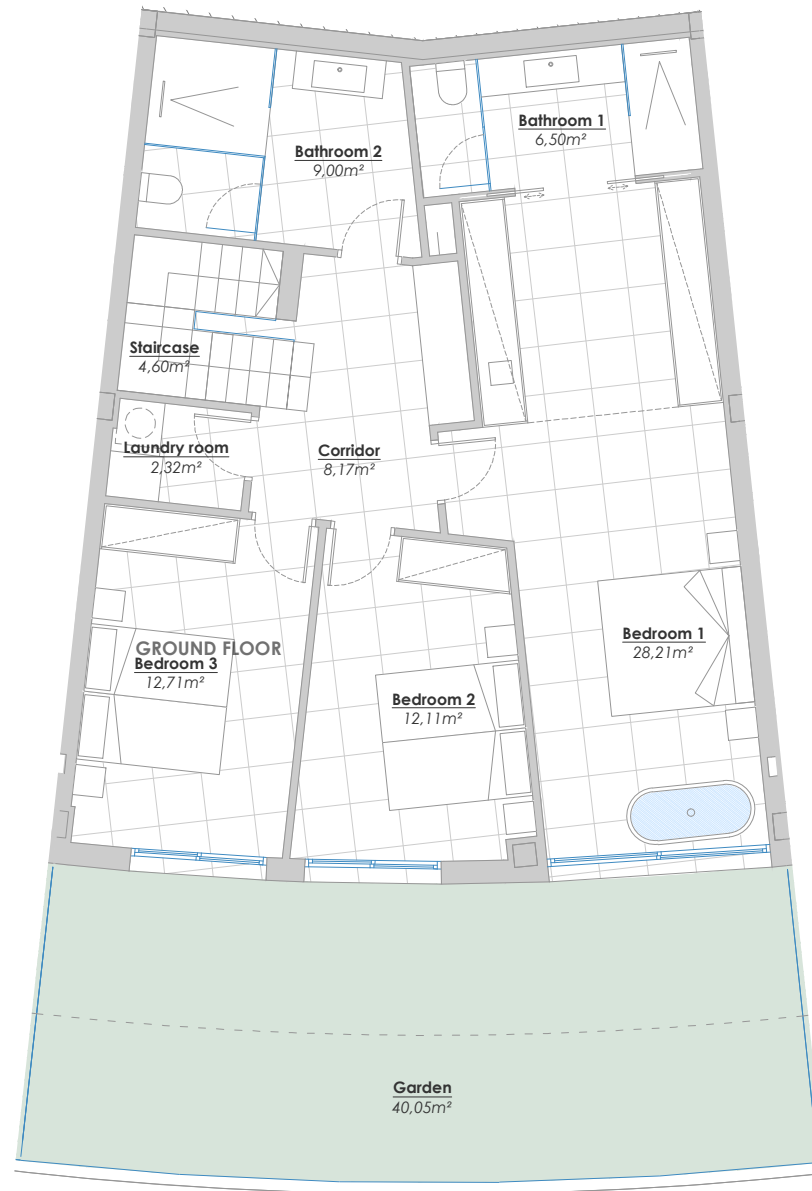 Bathroom 1
6,50m²
Bathroom 2
9,00m²
Staircase
4,60m²
Laundry room
2,32m²
Corridor
8,17m²
GROUND FLOOR
Bedroom 3
12,71m²
Bedroom 1
28,21m²
Bedroom 2
12,11m²
Garden
40,05m²